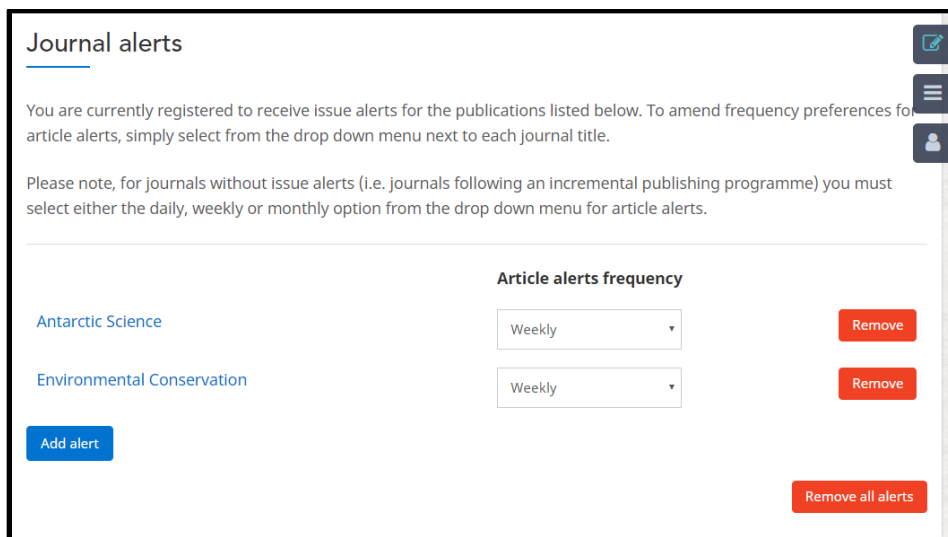 Journal alerts
You are currently registered to receive issue alerts for the publications listed below. To amend frequency preferences for
article alerts, simply select from the drop down menu next to each journal title.
Please note, for journals without issue alerts (i.e. journals following an incremental publishing programme) you must
select either the daily, weekly or monthly option from the drop down menu for article alerts.
Article alerts frequency
Antarctic Science Weekly Remove
Environmental Conservation Weekly Remove
Add alert
Remove all alerts